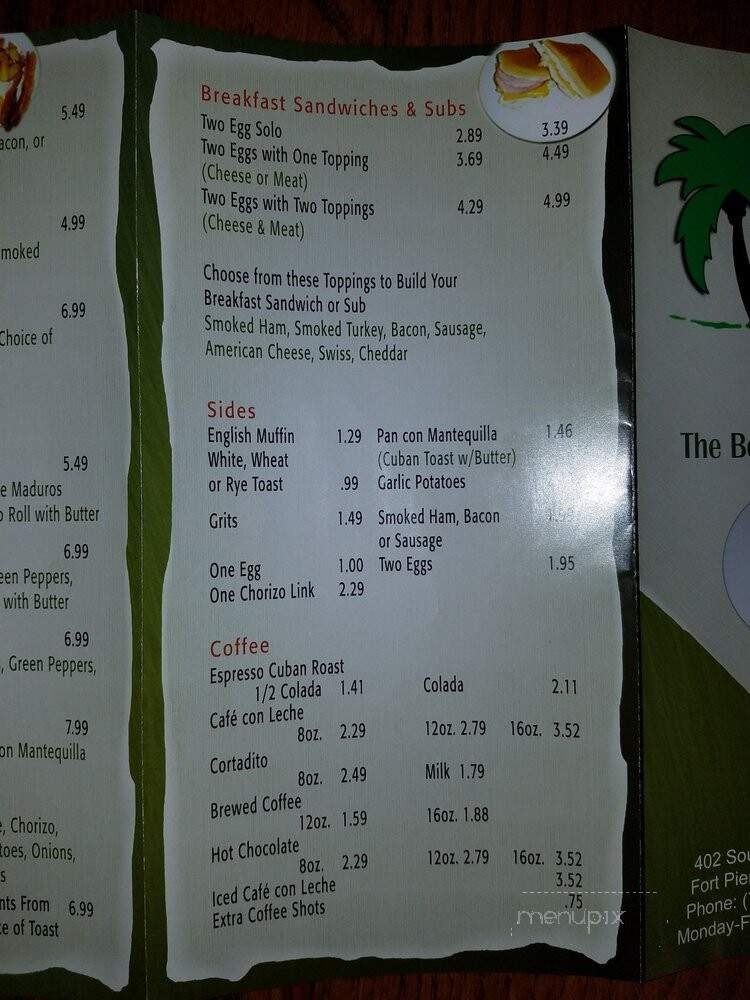 5.49
acon, or
4.99
moked
6.99
Choice of
5.49
e Maduros
o Roll with Butter
6.99
een Peppers,
with Butter
6.99
, Green Peppers,
7.99
on Mantequilla
e, Chorizo,
toes, Onions,
s
nts From 6.99
ce of Toast
Breakfast Sandwiches & Subs
Two Egg Solo 2.89 3.39
Two Eggs with One Topping 3.69 4.49
(Cheese or Meat)
Two Eggs with Two Toppings 4.29 4.99
(Cheese & Meat)
Choose from these Toppings to Build Your
Breakfast Sandwich or Sub
Smoked Ham, Smoked Turkey, Bacon, Sausage,
American Cheese, Swiss, Cheddar
Sides
English Muffin 1.29 Pan con Mantequilla 1.46
White, Wheat (Cuban Toast w/Butter)
or Rye Toast .99 Garlic Potatoes
Grits 1.49 Smoked Ham, Bacon
or Sausage
One Egg 1.00 Two Eggs 1.95
One Chorizo Link 2.29
Coffee
Espresso Cuban Roast
1/2 Colada 1.41 Colada 2.11
Café con Leche
8oz. 2.29 12oz. 2.79 16oz. 3.52
Cortadito
8oz. 2.49 Milk 1.79
Brewed Coffee
12oz. 1.59 16oz. 1.88
Hot Chocolate
8oz. 2.29 12oz. 2.79 16oz. 3.52
Iced Café con Leche 3.52
Extra Coffee Shots .75
menupix
The Be
402 Sou
Fort Pie
Phone: (
Monday-F